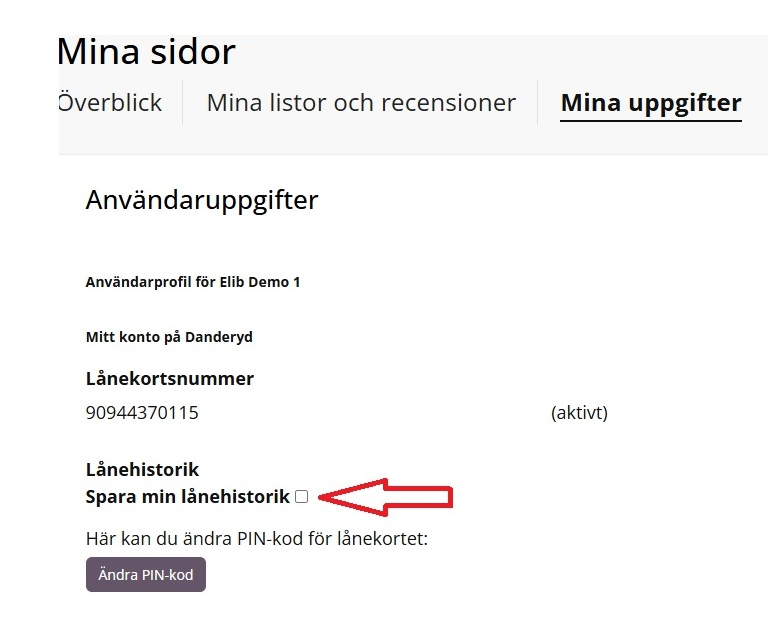 Mina sidor
Överblick Mina listor och recensioner Mina uppgifter
Användaruppgifter
Användarprofil för Elib Demo 1
Mitt konto på Danderyd
Lånekortsnummer
90944370115 (aktivt)
Lånehistorik
Spara min lånehistorik
Här kan du ändra PIN-kod för lånekortet:
Ändra PIN-kod